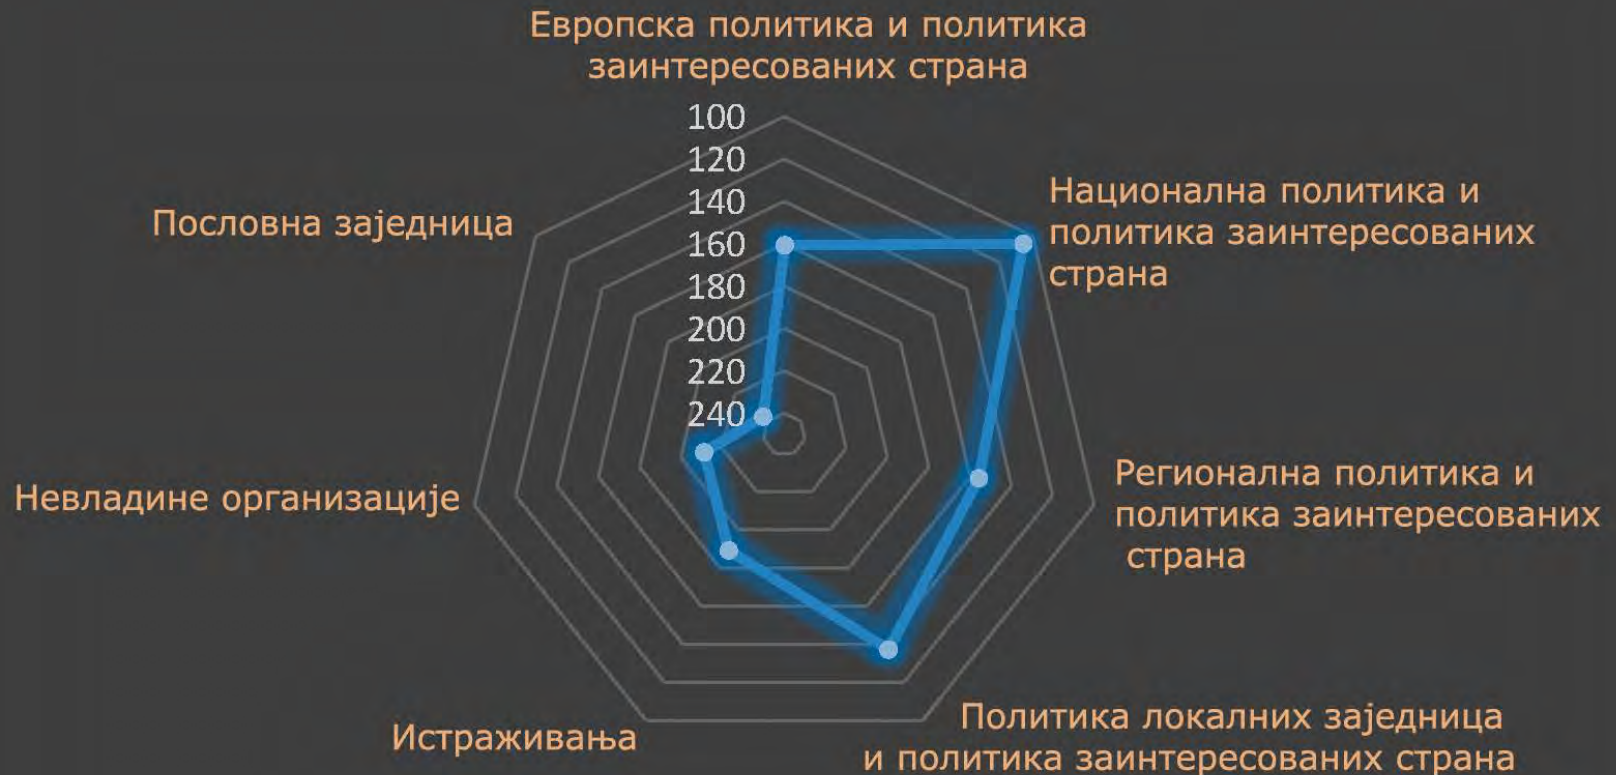 Европска политика и политика
заинтересованих страна
100
120
140
160
180
200
220
240
Национална политика и
политика заинтересованих
страна
Пословна заједница
Регионална политика и
политика заинтересованих
страна
Невладине организације
Политика локалних заједница
и политика заинтересованих страна
Истраживања